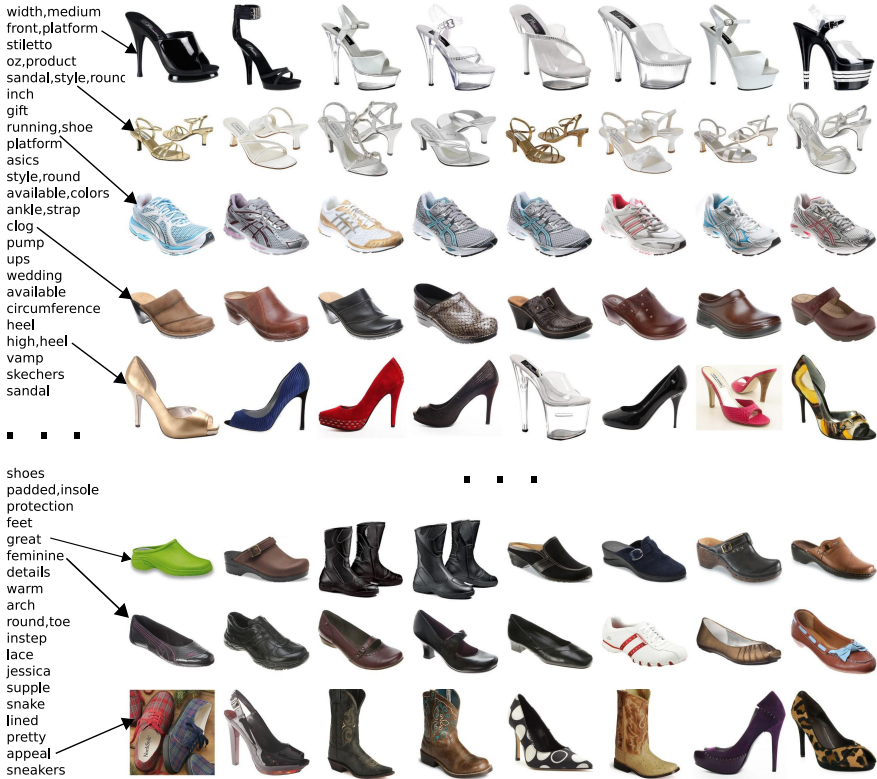 width,medium
front,platform
stiletto
oz,product
sandal,style,round
inch
gift
running,shoe
platform
asics
style,round
available,colors
ankle,strap
clog
pump
ups
wedding
available
circumference
heel
high,heel
vamp
skechers
sandal
. . .
. . .
shoes
padded,insole
protection
feet
great
feminine
details
warm
arch
round,toe
instep
lace
jessica
supple
snake
lined
pretty
appeal
sneakers